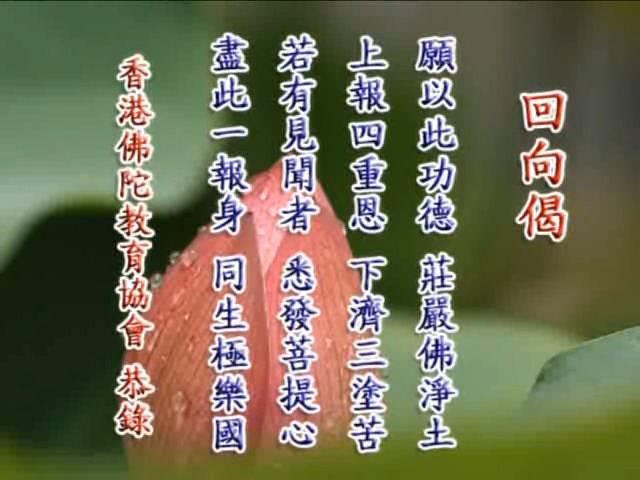 回向偈
願以此功德 莊嚴佛淨土
上報四重恩 下濟三塗苦
若有見聞者 悉發菩提心
盡此一報身 同生極樂國
香港佛陀教育協會 恭錄